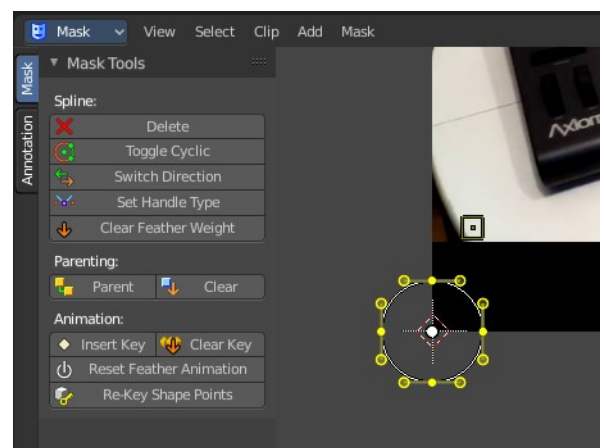 Mask View Select Clip Add Mask
Mask
Annotation
Mask Tools
Spline:
Delete
Toggle Cyclic
Switch Direction
Set Handle Type
Clear Feather Weight
Parenting:
Parent Clear
Animation:
Insert Key Clear Key
Reset Feather Animation
Re-Key Shape Points
Axiom